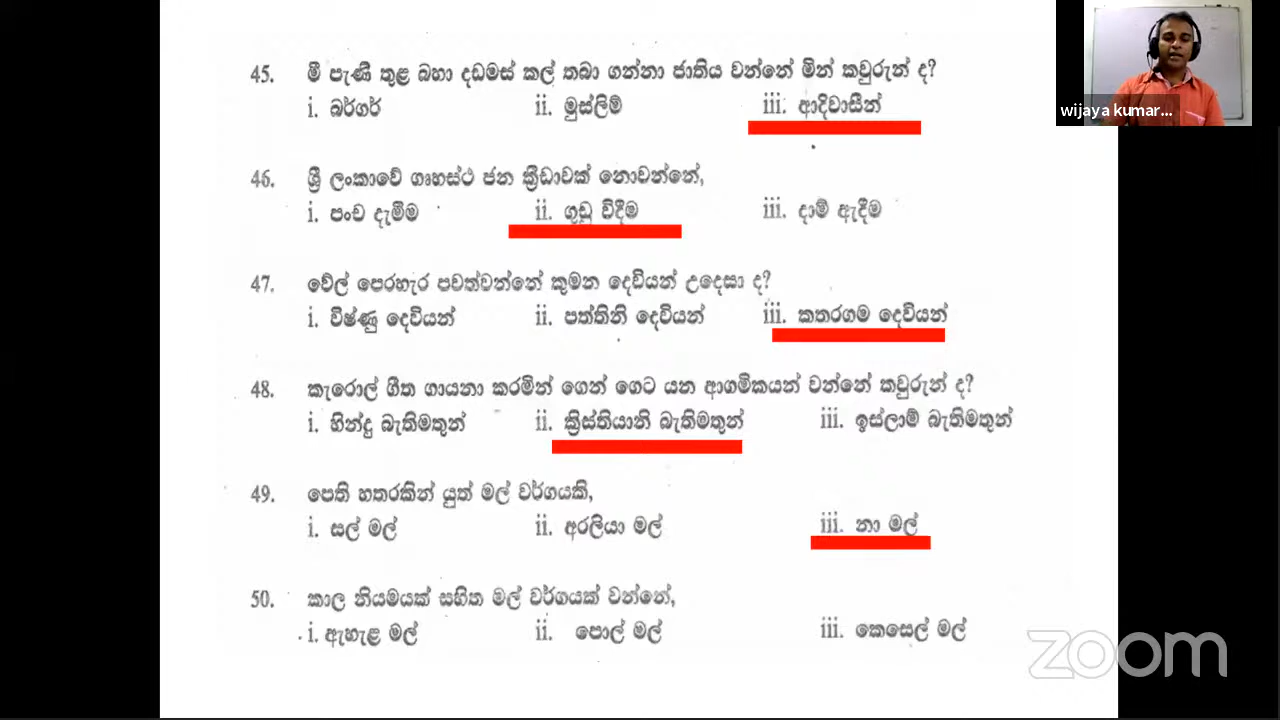 45. මී පැණි තුළ බහා දඩමස් කල් තබා ගන්නා ජාතිය වන්නේ මින් කවුරුන් ද?
i. බර්ගර් ii. මුස්ලිම් iii. ආදිවාසීන්
46. ශ්‍රී ලංකාවේ ගෘහස්ථ ජන ක්‍රීඩාවක් නොවන්නේ,
i. පංච දැමීම ii. ගුඩු විදීම iii. දාම් ඇදීම
47. වේල් පෙරහැර පවත්වන්නේ කුමන දෙවියන් උදෙසා ද?
i. විෂ්ණු දෙවියන් ii. පත්තිනි දෙවියන් iii. කතරගම දෙවියන්
48. කැරොල් ගීත ගායනා කරමින් ගෙන් ගෙට යන ආගමිකයන් වන්නේ කවුරුන් ද?
i. හින්දු බැතිමතුන් ii. ක්‍රිස්තියානි බැතිමතුන් iii. ඉස්ලාම් බැතිමතුන්
49. පෙති හතරකින් යුත් මල් වර්ගයකි,
i. සල් මල් ii. අරලියා මල් iii. නා මල්
50. කාල නියමයක් සහිත මල් වර්ගයක් වන්නේ,
i. ඇහැළ මල් ii. පොල් මල් iii. කෙසෙල් මල්
wijaya kumar...
zoom